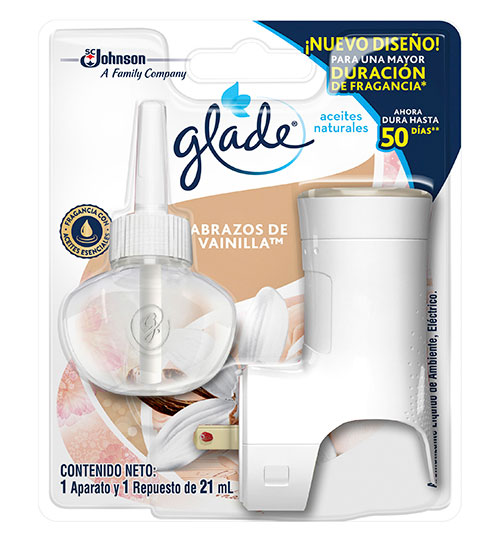 SC
Johnson
A Family Company
¡NUEVO DISEÑO!
PARA UNA MAYOR
DURACIÓN
DE FRAGANCIA*
aceites
naturales
AHORA
DURA HASTA
50 DÍAS**
glade®
FRAGANCIA CON
ACEITES ESENCIALES
ABRAZOS DE
VAINILLA™
Líquido de Ambiente, Eléctrico.
CONTENIDO NETO:
1 Aparato y 1 Repuesto de 21 mL